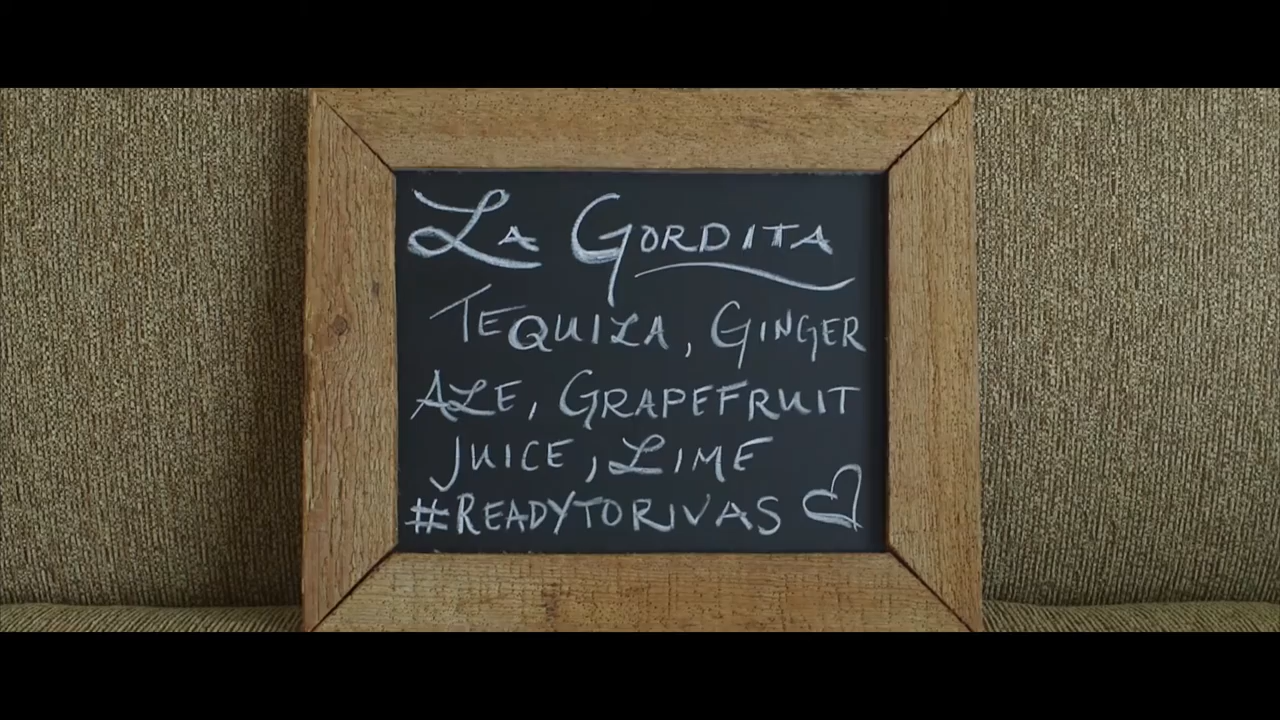 La Gordita
Tequila, Ginger
Ale, Grapefruit
Juice, Lime
#READYTORIVAS